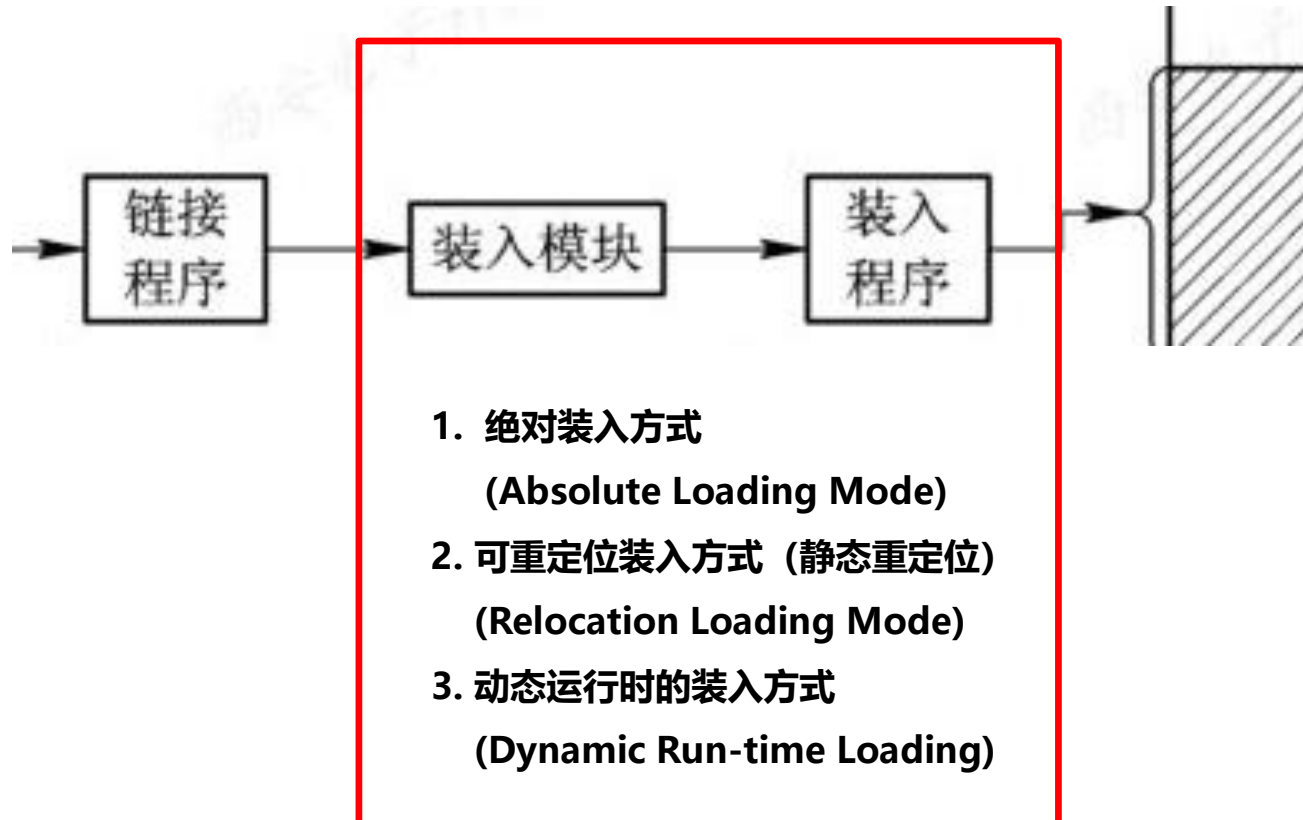 链接
程序
装入模块
装入
程序
1. 绝对装入方式
(Absolute Loading Mode)
2. 可重定位装入方式（静态重定位）
(Relocation Loading Mode)
3. 动态运行时的装入方式
(Dynamic Run-time Loading)